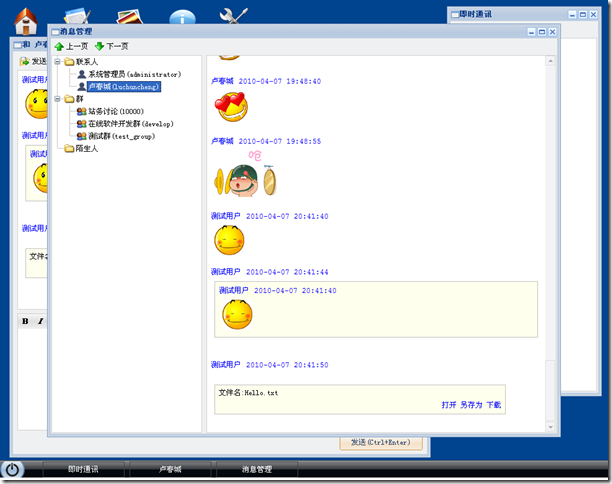 即时通讯
消息管理
上一页 下一页
联系人
系统管理员(administrator)
卢春城(luchuncheng)
群
站务讨论(10000)
在线软件开发群(develop)
测试群(test_group)
陌生人
卢春城 2010-04-07 19:48:40
卢春城 2010-04-07 19:48:55
测试用户 2010-04-07 20:41:40
测试用户 2010-04-07 20:41:44
测试用户 2010-04-07 20:41:40
测试用户 2010-04-07 20:41:50
文件名:Hello.txt
打开 另存为 下载
和 卢春
发送
测试用
测试用
测试用
测试用
文件名
B I
发送(Ctrl+Enter)
即时通讯 卢春城 消息管理